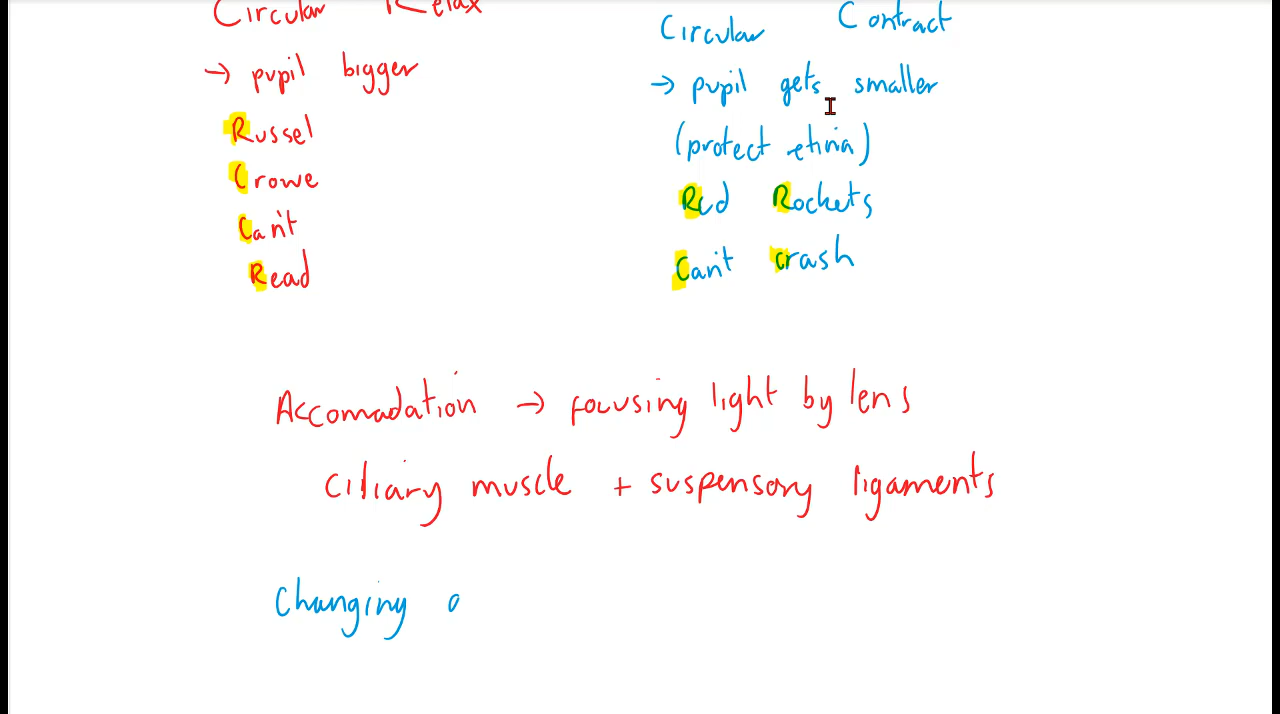 Circular Relax
→ pupil bigger
Russel
Crowe
Can't
Read
Circular Contract
→ pupil gets smaller
(protect retina)
Red Rockets
Can't crash
Accomadation → focusing light by lens
ciliary muscle + suspensory ligaments
Changing o